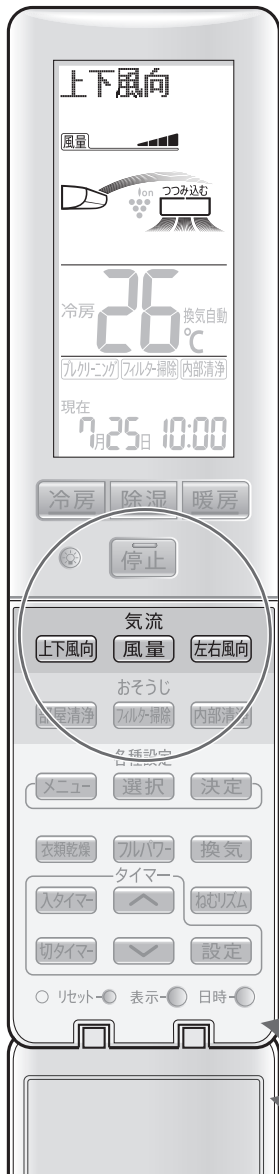 上下風向
風量
ion つつみ込む
冷房 26℃ 換気自動
プレクリーニング フィルター掃除 内部清浄
現在
7月25日 10:00
冷房 除湿 暖房
停止
気流
上下風向 風量 左右風向
おそうじ
部屋清浄 フィルター掃除 内部清浄
各種設定
メニュー 選択 決定
衣類乾燥 フルパワー 換気
タイマー
入タイマー ねむリズム
切タイマー 設定
リセット 表示 日時